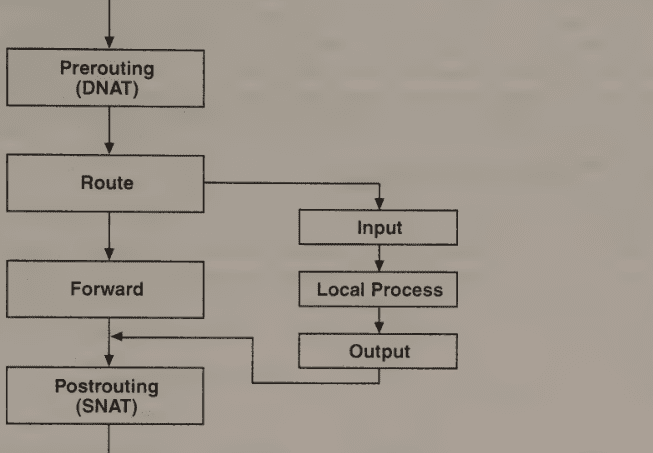 Prerouting
(DNAT)
Route
Input
Forward
Local Process
Output
Postrouting
(SNAT)